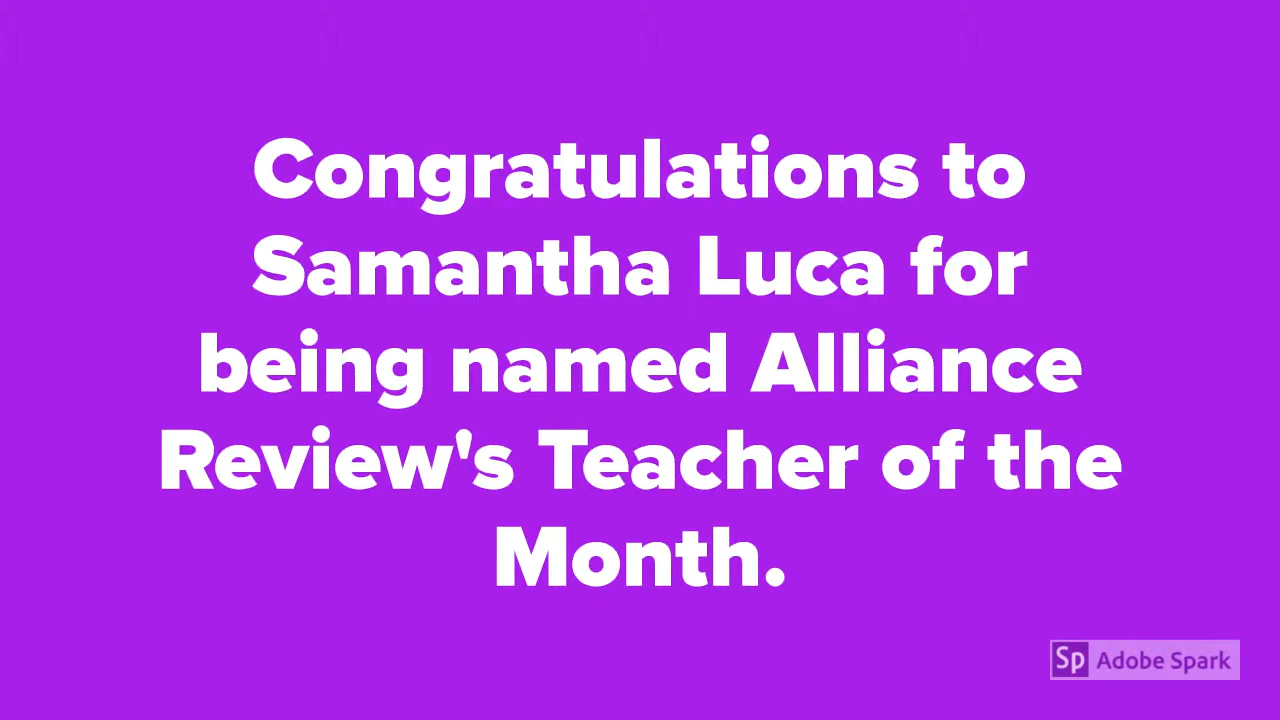 Congratulations to
Samantha Luca for
being named Alliance
Review's Teacher of the
Month.
Sp Adobe Spark